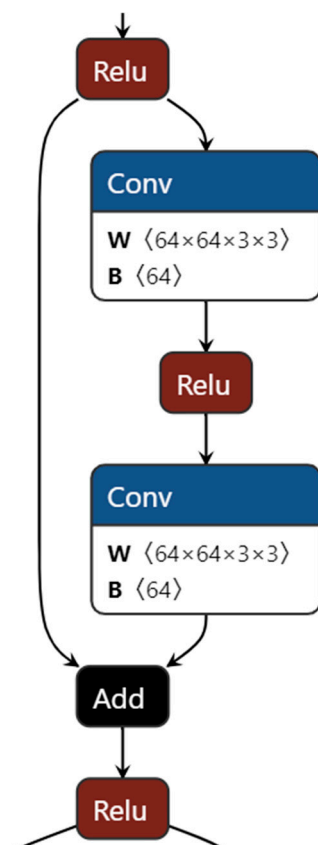 Relu
Conv
W ⟨64×64×3×3⟩
B ⟨64⟩
Relu
Conv
W ⟨64×64×3×3⟩
B ⟨64⟩
Add
Relu